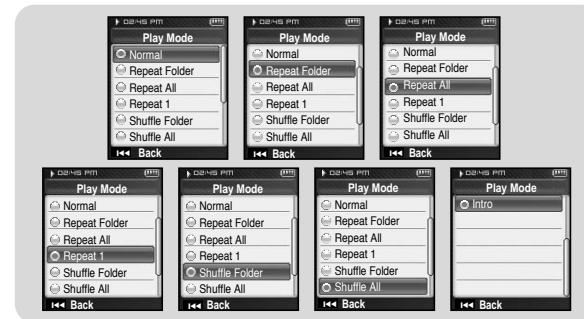 02:45 PM
Play Mode
Normal
Repeat Folder
Repeat All
Repeat 1
Shuffle Folder
Shuffle All
Back
02:45 PM
Play Mode
Normal
Repeat Folder
Repeat All
Repeat 1
Shuffle Folder
Shuffle All
Back
02:45 PM
Play Mode
Normal
Repeat Folder
Repeat All
Repeat 1
Shuffle Folder
Shuffle All
Back
02:45 PM
Play Mode
Normal
Repeat Folder
Repeat All
Repeat 1
Shuffle Folder
Shuffle All
Back
02:45 PM
Play Mode
Normal
Repeat Folder
Repeat All
Repeat 1
Shuffle Folder
Shuffle All
Back
02:45 PM
Play Mode
Normal
Repeat Folder
Repeat All
Repeat 1
Shuffle Folder
Shuffle All
Back
02:45 PM
Play Mode
Intro
Back